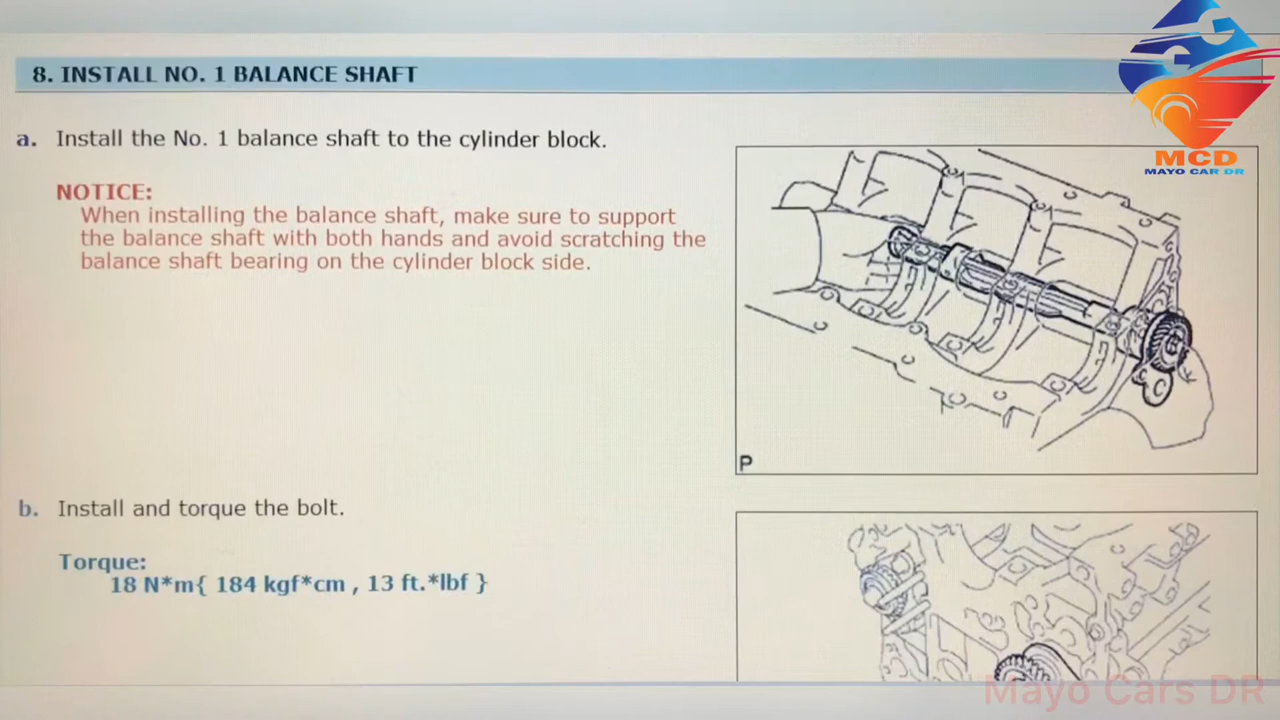 8. INSTALL NO. 1 BALANCE SHAFT
MCD
MAYO CAR DR
a. Install the No. 1 balance shaft to the cylinder block.
NOTICE:
When installing the balance shaft, make sure to support
the balance shaft with both hands and avoid scratching the
balance shaft bearing on the cylinder block side.
P
b. Install and torque the bolt.
Torque:
18 N*m{ 184 kgf*cm , 13 ft.*lbf }
Mayo Cars DR